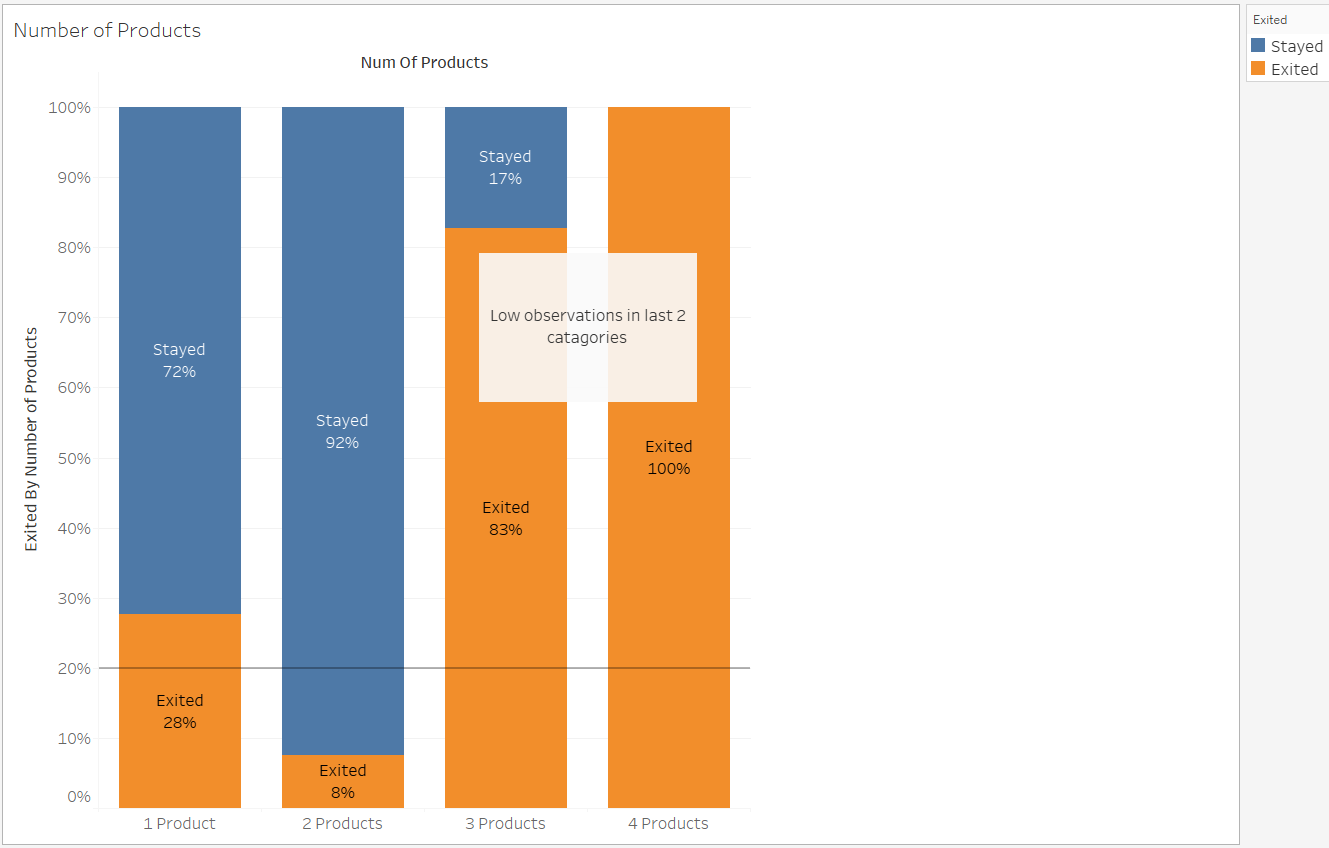 Number of Products
Num Of Products
Exited
Stayed
Exited
Exited By Number of Products
100%
90%
80%
70%
60%
50%
40%
30%
20%
10%
0%
Stayed
72%
Exited
28%
Stayed
92%
Exited
8%
Stayed
17%
Exited
83%
Low observations in last 2
catagories
Exited
100%
1 Product
2 Products
3 Products
4 Products